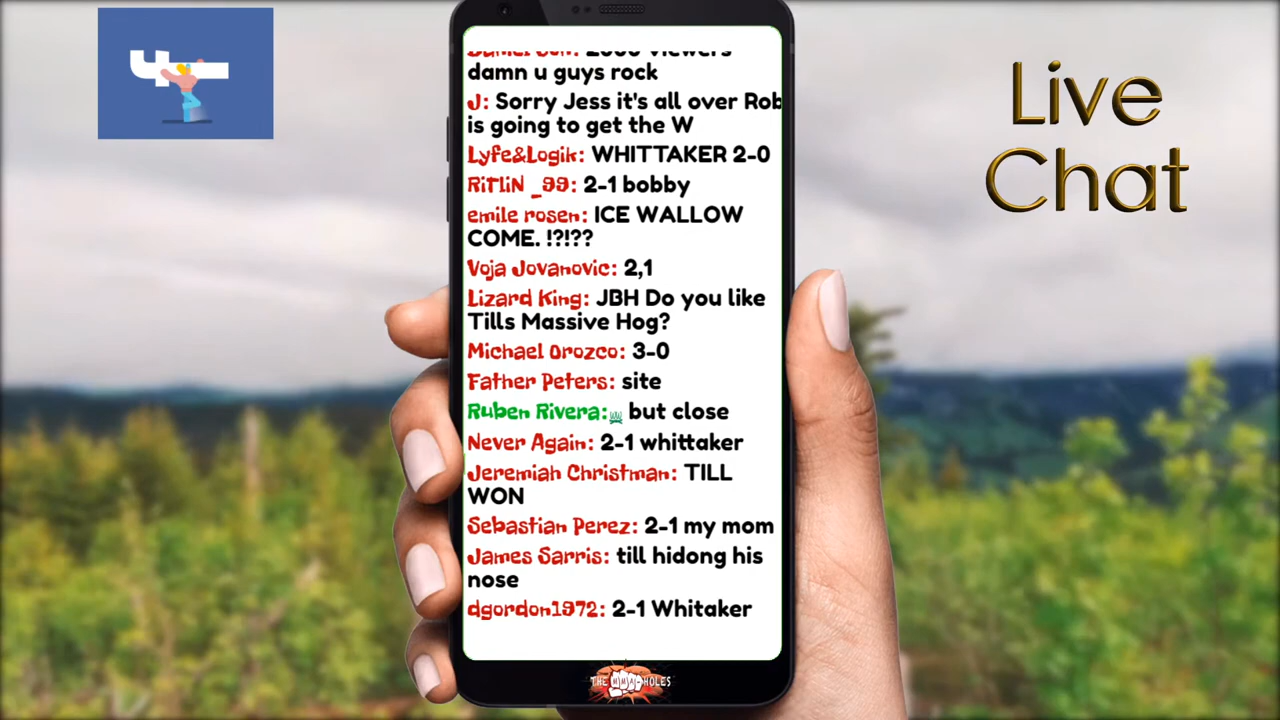 Live
Chat
2000 viewers
damn u guys rock
J: Sorry Jess it's all over Rob
is going to get the W
Lyfe&Logik: WHITTAKER 2-0
RiTliN _99: 2-1 bobby
emile rosen: ICE WALLOW
COME. !?!??
Voja Jovanovic: 2,1
Lizard King: JBH Do you like
Tills Massive Hog?
Michael Orozco: 3-0
Father Peters: site
Ruben Rivera: but close
Never Again: 2-1 whittaker
Jeremiah Christman: TILL
WON
Sebastian Perez: 2-1 my mom
James Sarris: till hidong his
nose
dgordon1972: 2-1 Whitaker
THE MMA-HOLES